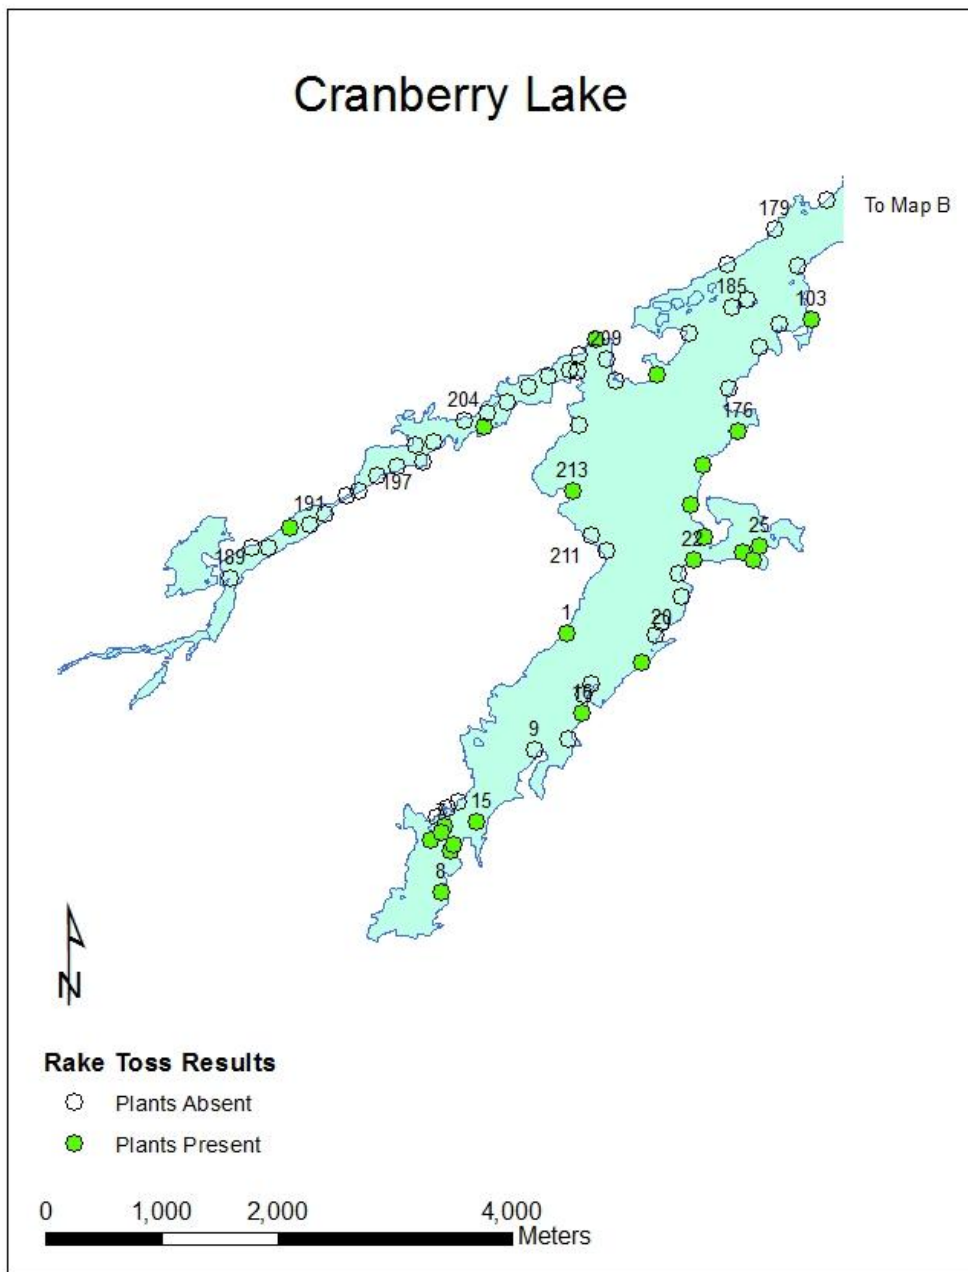 Cranberry Lake
To Map B
179
185
103
209
204
176
197
213
191
25
22
211
189
1
20
9
15
8
N
Rake Toss Results
Plants Absent
Plants Present
0 1,000 2,000 4,000
Meters